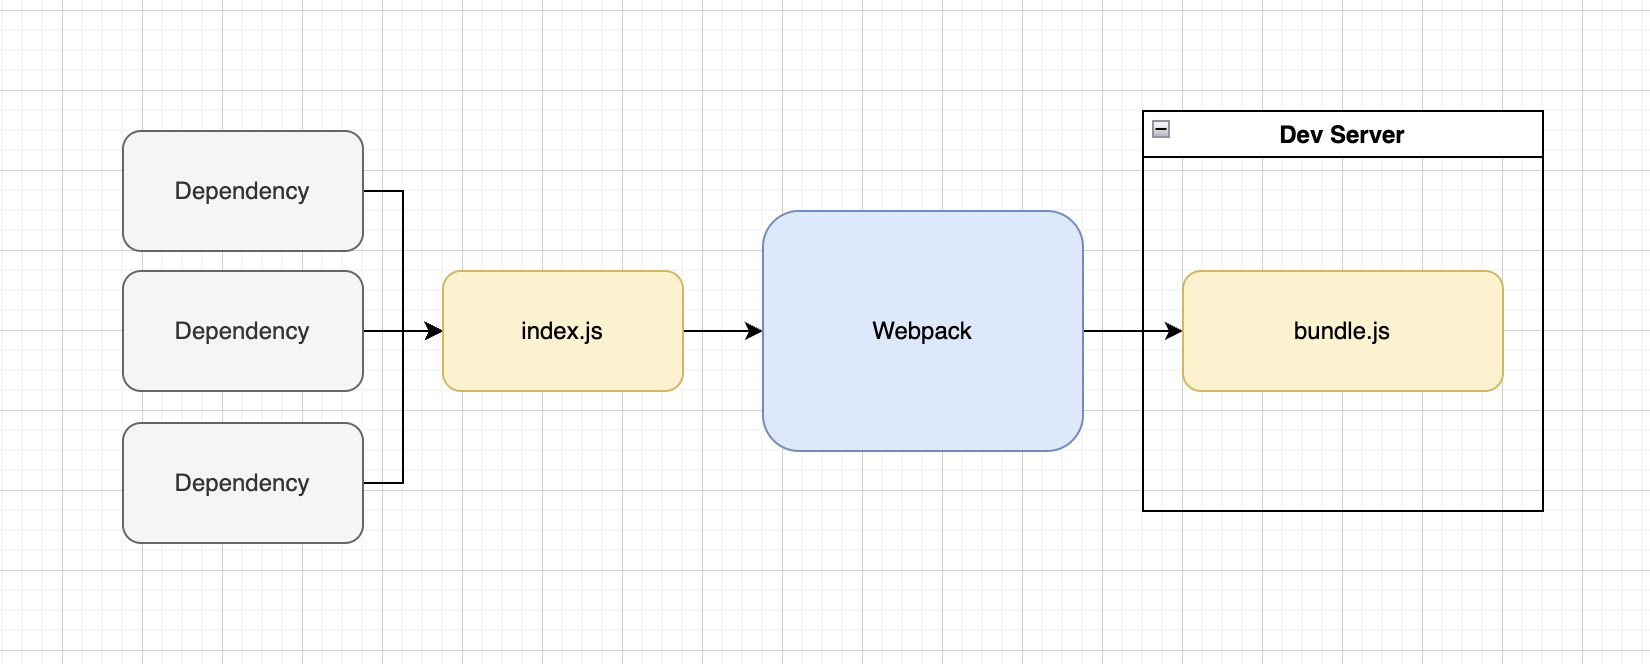 Dev Server
Dependency
Dependency
index.js
Webpack
bundle.js
Dependency